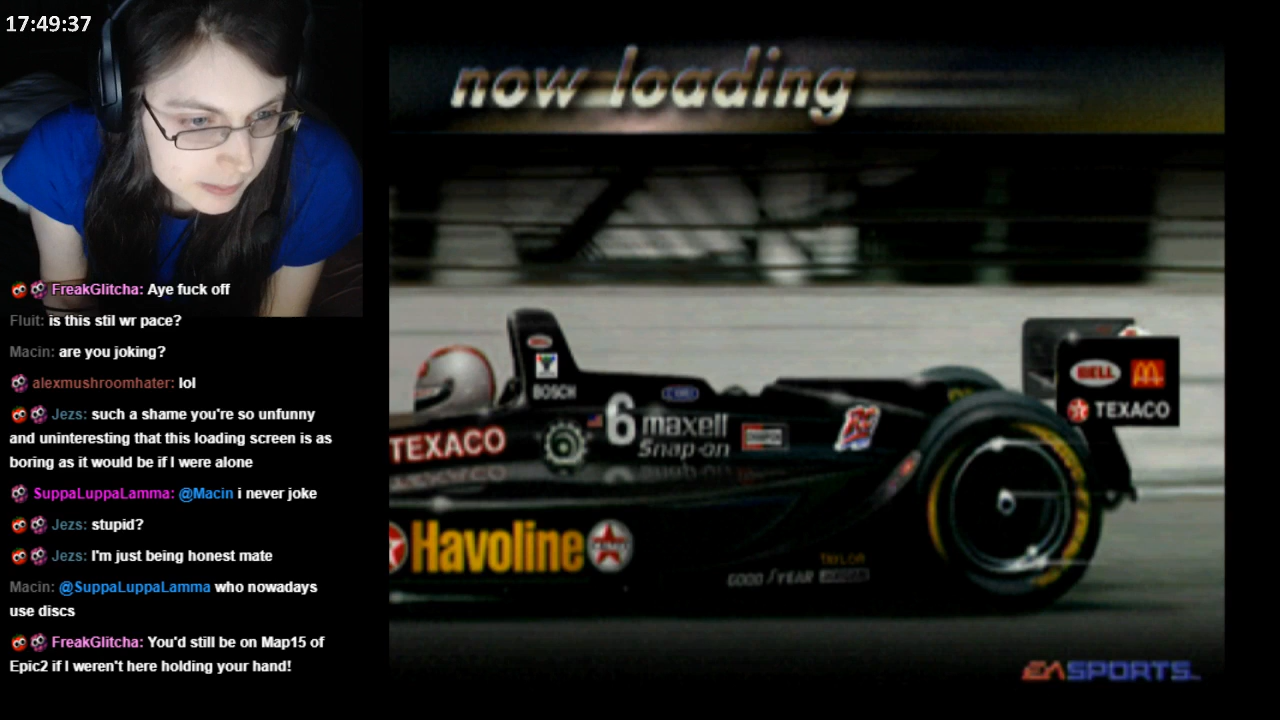 17:49:37
now loading
FreakGlitcha: Aye fuck off
Fluit: is this stil wr pace?
Macin: are you joking?
alexmushroomhater: lol
Jezs: such a shame you're so unfunny
and uninteresting that this loading screen is as
boring as it would be if I were alone
SuppaLuppaLamma: @Macin i never joke
Jezs: stupid?
Jezs: I'm just being honest mate
Macin: @SuppaLuppaLamma who nowadays
use discs
FreakGlitcha: You'd still be on Map15 of
Epic2 if I weren't here holding your hand!
BELL
BOSCH
6 maxell
Snap-on
TEXACO
Havoline
TAYLOR
GOOD YEAR
BELL
TEXACO
EA SPORTS